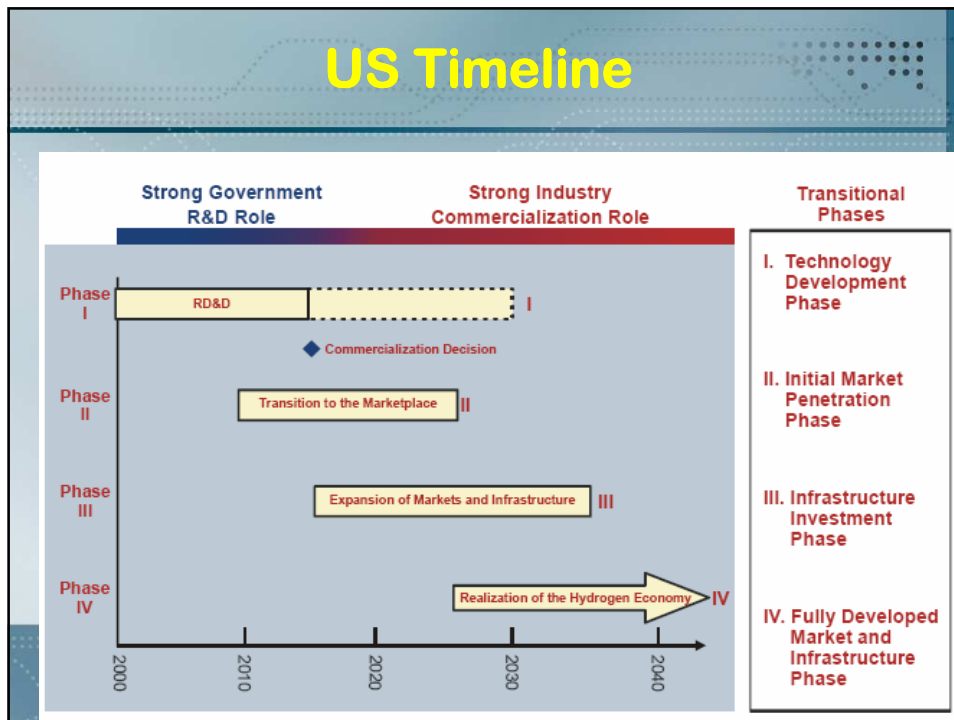 US Timeline
Strong Government
R&D Role
Strong Industry
Commercialization Role
Transitional
Phases
Phase
I
RD&D
I
Commercialization Decision
Phase
II
Transition to the Marketplace
II
Phase
III
Expansion of Markets and Infrastructure
III
Phase
IV
Realization of the Hydrogen Economy
IV
2000
2010
2020
2030
2040
I. Technology
Development
Phase
II. Initial Market
Penetration
Phase
III. Infrastructure
Investment
Phase
IV. Fully Developed
Market and
Infrastructure
Phase